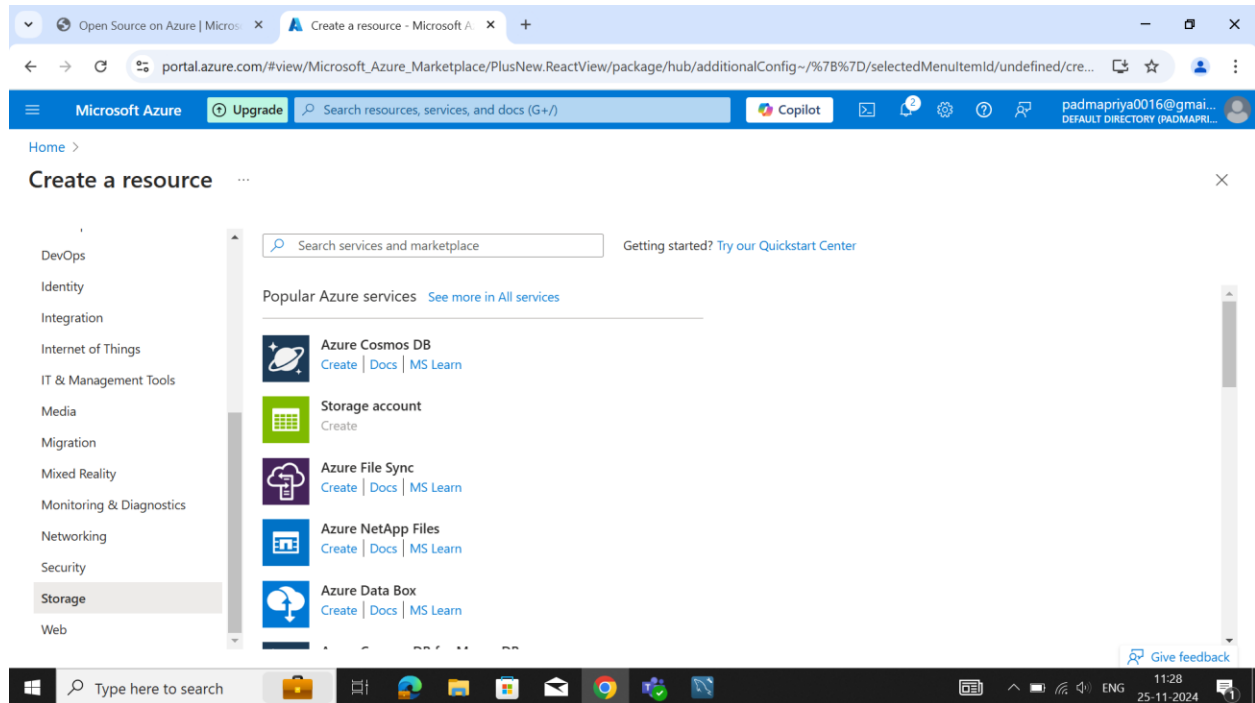 Open Source on Azure | Micros
Create a resource - Microsoft A
portal.azure.com/#view/Microsoft_Azure_Marketplace/PlusNew.ReactView/package/hub/additionalConfig~/%7B%7D/selectedMenuItemId/undefined/cre...
Microsoft Azure
Upgrade
Search resources, services, and docs (G+/)
Copilot
2
padmapriya0016@gmai...
DEFAULT DIRECTORY (PADMAPRI...
Home >
Create a resource ...
DevOps
Identity
Integration
Internet of Things
IT & Management Tools
Media
Migration
Mixed Reality
Monitoring & Diagnostics
Networking
Security
Storage
Web
Search services and marketplace
Getting started? Try our Quickstart Center
Popular Azure services See more in All services
Azure Cosmos DB
Create | Docs | MS Learn
Storage account
Create
Azure File Sync
Create | Docs | MS Learn
Azure NetApp Files
Create | Docs | MS Learn
Azure Data Box
Create | Docs | MS Learn
Give feedback
Type here to search
ENG
11:28
25-11-2024
1